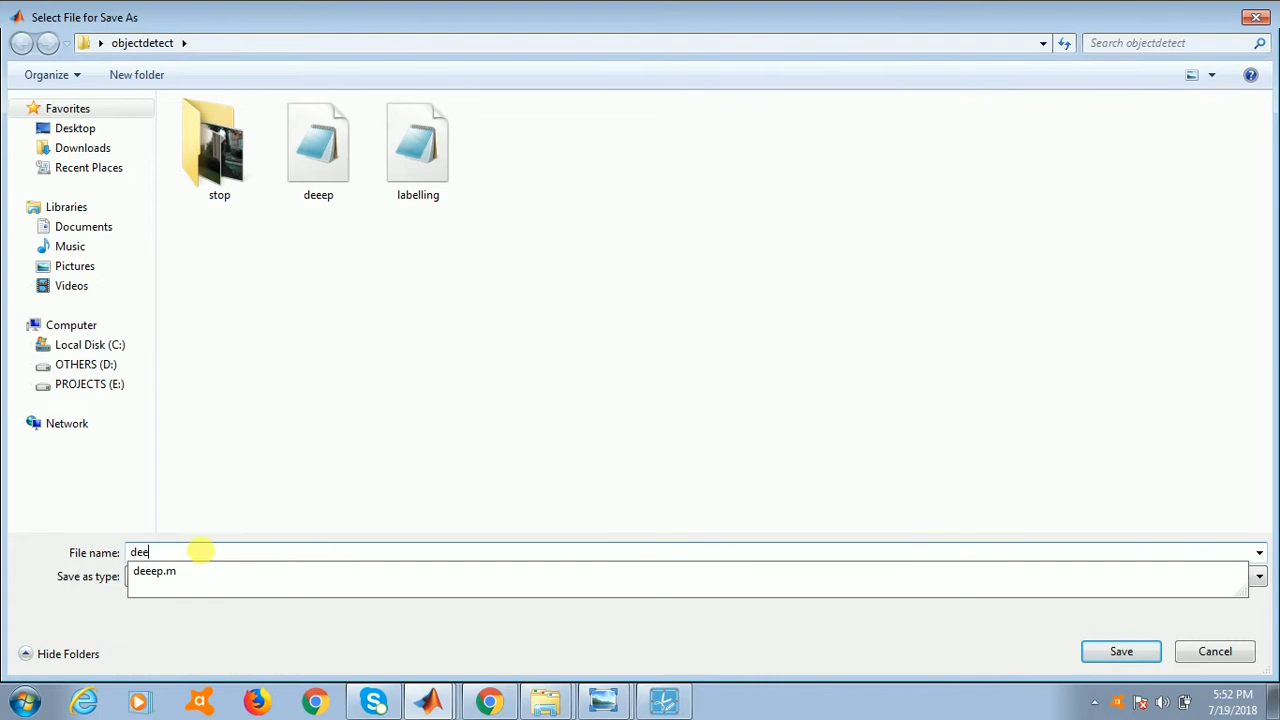 Select File for Save As
objectdetect
Search objectdetect
Organize
New folder
Favorites
Desktop
Downloads
Recent Places
Libraries
Documents
Music
Pictures
Videos
Computer
Local Disk (C:)
OTHERS (D:)
PROJECTS (E:)
Network
stop
deeep
labelling
File name:
dee
deeep.m
Save as type:
Hide Folders
Save
Cancel
5:52 PM
7/19/2018